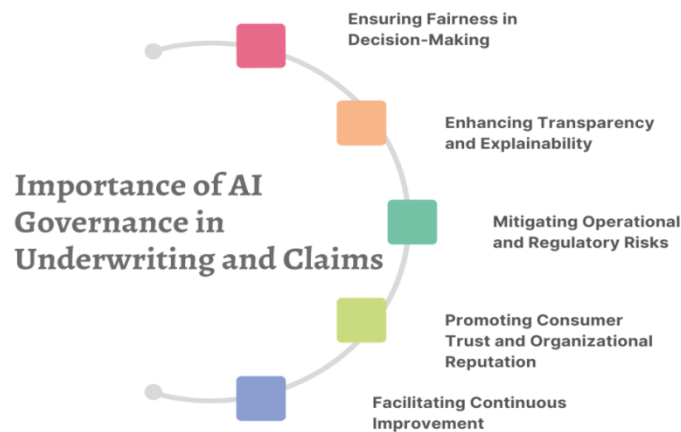 Ensuring Fairness in
Decision-Making
Enhancing Transparency
and Explainability
Importance of AI
Governance in
Underwriting and Claims
Mitigating Operational
and Regulatory Risks
Promoting Consumer
Trust and Organizational
Reputation
Facilitating Continuous
Improvement